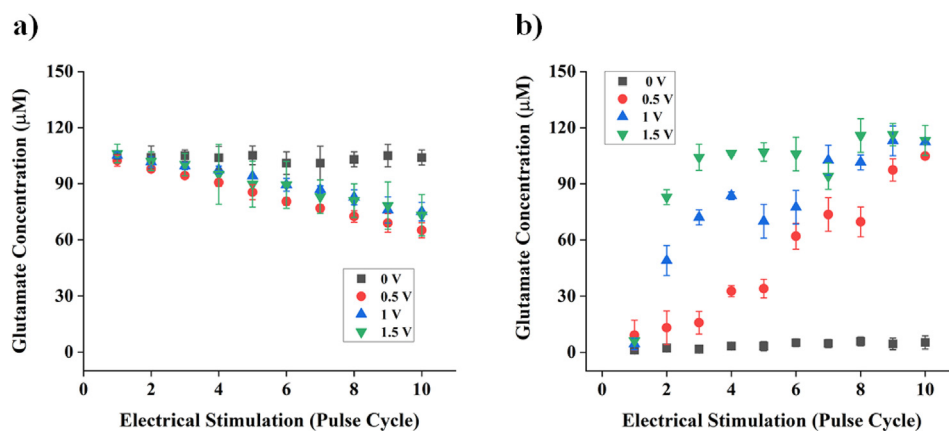 a)
150
120
90
60
30
0
Glutamate Concentration (μM)
0 V
0.5 V
1 V
1.5 V
0 2 4 6 8 10
Electrical Stimulation (Pulse Cycle)
b)
150
120
90
60
30
0
Glutamate Concentration (μM)
0 V
0.5 V
1 V
1.5 V
0 2 4 6 8 10
Electrical Stimulation (Pulse Cycle)